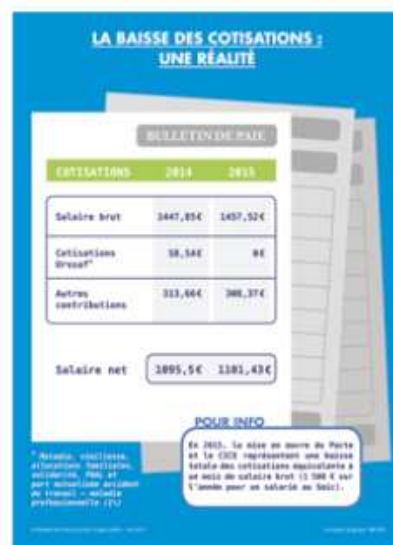 LA BAISSE DES COTISATIONS :
UNE RÉALITÉ
BULLETIN DE PAIE
COTISATIONS 2014 2015
Salaire brut 1447,85€ 1457,52€
Cotisations
Urssaf*
58,54€ 0€
Autres
contributions
313,66€ 308,37€
Salaire net 1095,5€ 1101,43€
POUR INFO
En 2015, la mise en œuvre du Pacte
et le CICE représentent une baisse
totale des cotisations équivalente à
un mois de salaire brut (1 500 € sur
l'année pour un salarié au Smic).
* Maladie, vieillesse,
allocations familiales,
solidarité, FNAL et
part mutualisée accident
du travail – maladie
professionnelle